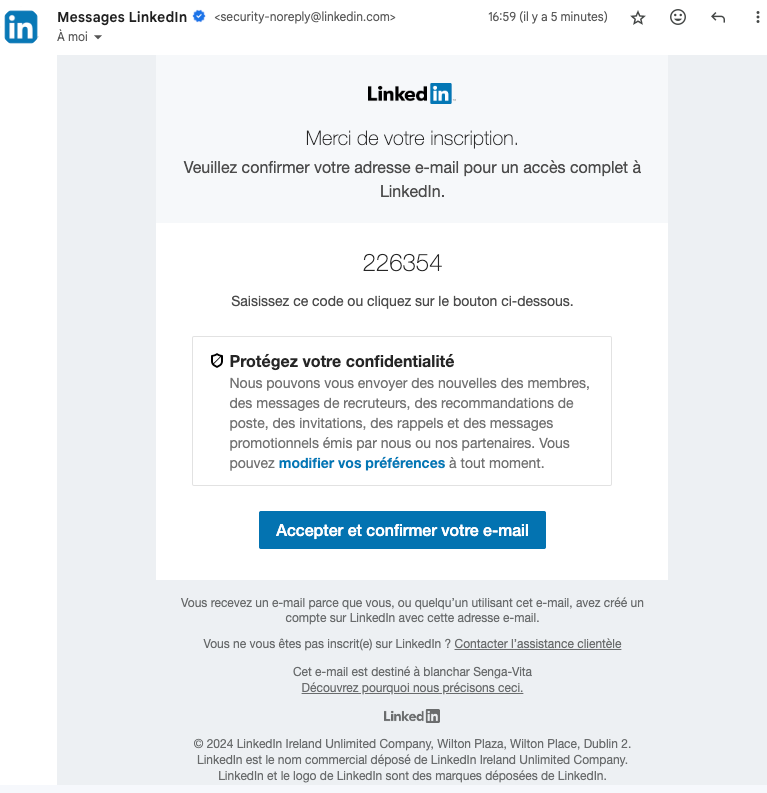 Messages LinkedIn <security-noreply@linkedin.com> 16:59 (il y a 5 minutes)
À moi
in
Linked in
Merci de votre inscription.
Veuillez confirmer votre adresse e-mail pour un accès complet à
LinkedIn.
226354
Saisissez ce code ou cliquez sur le bouton ci-dessous.
Protégez votre confidentialité
Nous pouvons vous envoyer des nouvelles des membres,
des messages de recruteurs, des recommandations de
poste, des invitations, des rappels et des messages
promotionnels émis par nous ou nos partenaires. Vous
pouvez modifier vos préférences à tout moment.
Accepter et confirmer votre e-mail
Vous recevez un e-mail parce que vous, ou quelqu’un utilisant cet e-mail, avez créé un
compte sur LinkedIn avec cette adresse e-mail.
Vous ne vous êtes pas inscrit(e) sur LinkedIn ? Contacter l’assistance clientèle
Cet e-mail est destiné à blanchar Senga-Vita
Découvrez pourquoi nous précisons ceci.
Linked in
© 2024 LinkedIn Ireland Unlimited Company, Wilton Plaza, Wilton Place, Dublin 2.
LinkedIn est le nom commercial déposé de LinkedIn Ireland Unlimited Company.
LinkedIn et le logo de LinkedIn sont des marques déposées de LinkedIn.